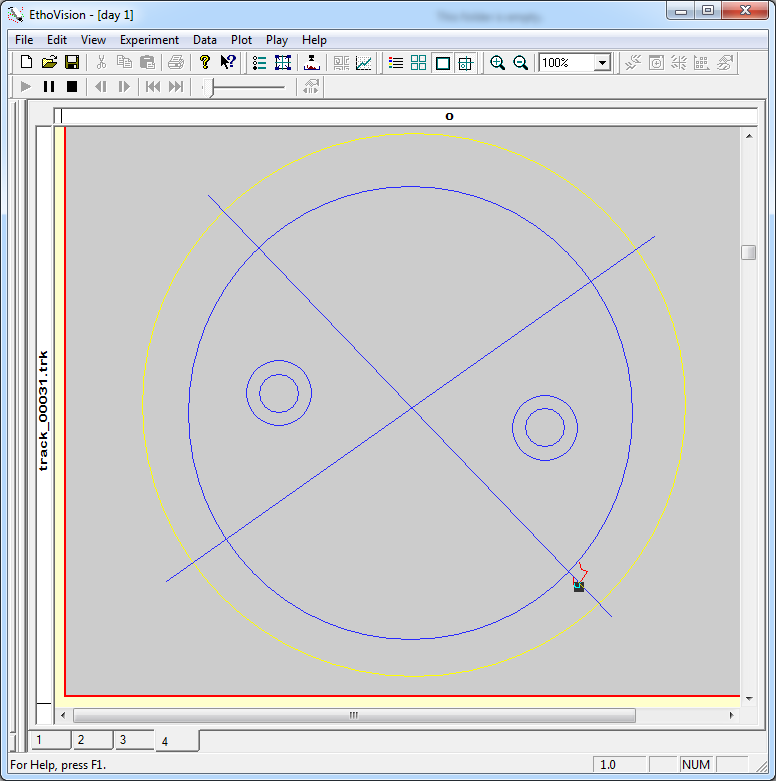 EthoVision - [day 1]
This folder is empty.
File Edit View Experiment Data Plot Play Help
100%
o
track_00031.trk
1 2 3 4
For Help, press F1.
1.0 NUM